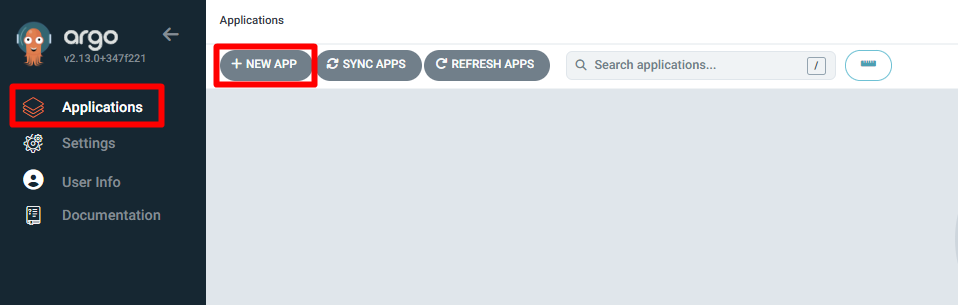 argo
v2.13.0+347f221
Applications
Settings
User Info
Documentation
Applications
NEW APP
SYNC APPS
REFRESH APPS
Search applications...
/